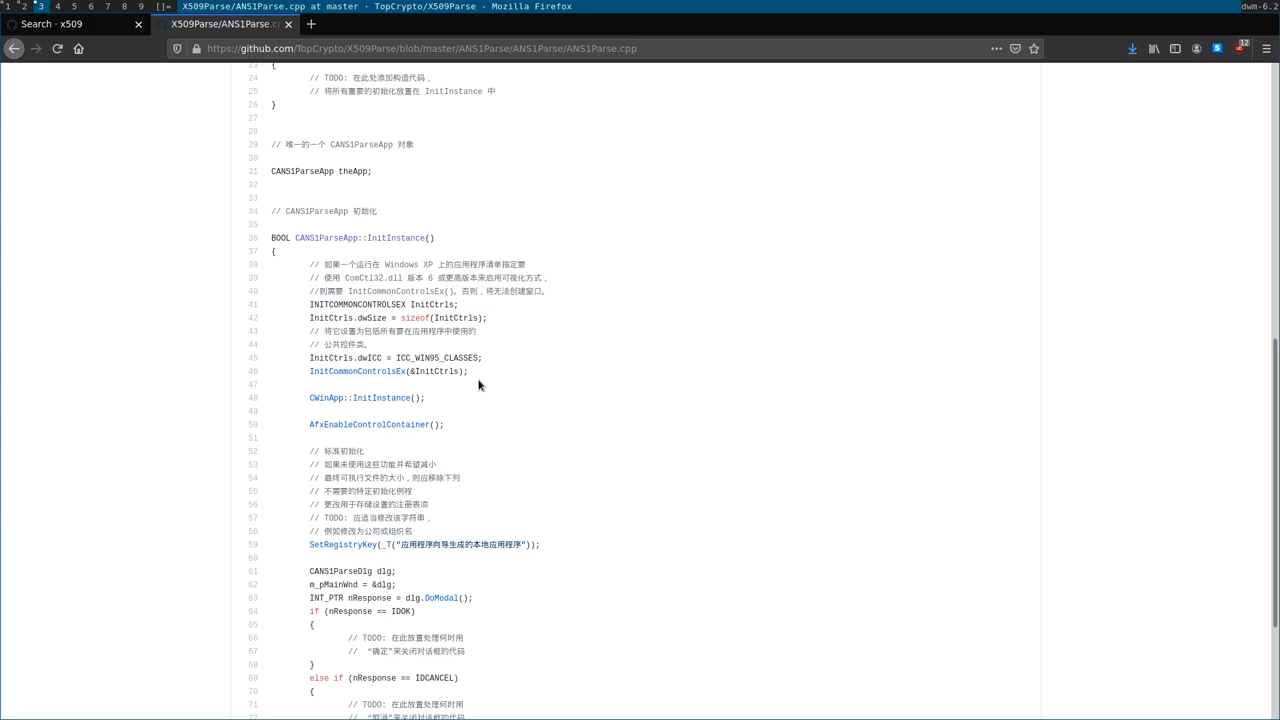 1 2 3 4 5 6 7 8 9 []= X509Parse/ANS1Parse.cpp at master · TopCrypto/X509Parse - Mozilla Firefox dwm-6.2
Search · x509
X509Parse/ANS1Parse.c
https://github.com/TopCrypto/X509Parse/blob/master/ANS1Parse/ANS1Parse/ANS1Parse.cpp
12
23 {
24 // TODO: 在此处添加构造代码，
25 // 将所有重要的初始化放置在 InitInstance 中
26 }
27
28
29 // 唯一的一个 CANS1ParseApp 对象
30
31 CANS1ParseApp theApp;
32
33
34 // CANS1ParseApp 初始化
35
36 BOOL CANS1ParseApp::InitInstance()
37 {
38 // 如果一个运行在 Windows XP 上的应用程序清单指定要
39 // 使用 ComCtl32.dll 版本 6 或更高版本来启用可视化方式，
40 //则需要 InitCommonControlsEx()。否则，将无法创建窗口。
41 INITCOMMONCONTROLSEX InitCtrls;
42 InitCtrls.dwSize = sizeof(InitCtrls);
43 // 将它设置为包括所有要在应用程序中使用的
44 // 公共控件类。
45 InitCtrls.dwICC = ICC_WIN95_CLASSES;
46 InitCommonControlsEx(&InitCtrls);
47
48 CWinApp::InitInstance();
49
50 AfxEnableControlContainer();
51
52 // 标准初始化
53 // 如果未使用这些功能并希望减小
54 // 最终可执行文件的大小，则应移除下列
55 // 不需要的特定初始化例程
56 // 更改用于存储设置的注册表项
57 // TODO: 应适当修改该字符串，
58 // 例如修改为公司或组织名
59 SetRegistryKey(_T("应用程序向导生成的本地应用程序"));
60
61 CANS1ParseDlg dlg;
62 m_pMainWnd = &dlg;
63 INT_PTR nResponse = dlg.DoModal();
64 if (nResponse == IDOK)
65 {
66 // TODO: 在此放置处理何时用
67 // “确定”来关闭对话框的代码
68 }
69 else if (nResponse == IDCANCEL)
70 {
71 // TODO: 在此放置处理何时用
72 // “取消”来关闭对话框的代码